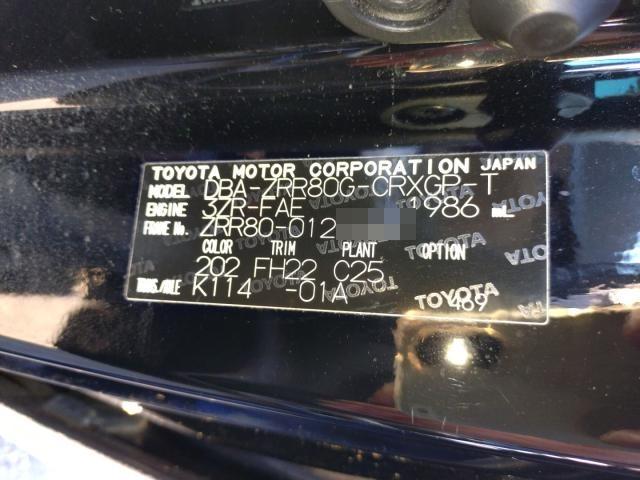 TOYOTA MOTOR CORPORATION JAPAN
MODEL DBA-ZRR80G-CRXGP-T
ENGINE 3ZR-FAE 1986 mL
FRAME No. ZRR80-012
COLOR TRIM PLANT OPTION
202 FH22 C25
TRANS./AXLE K114 -01A 469
TOYOTA